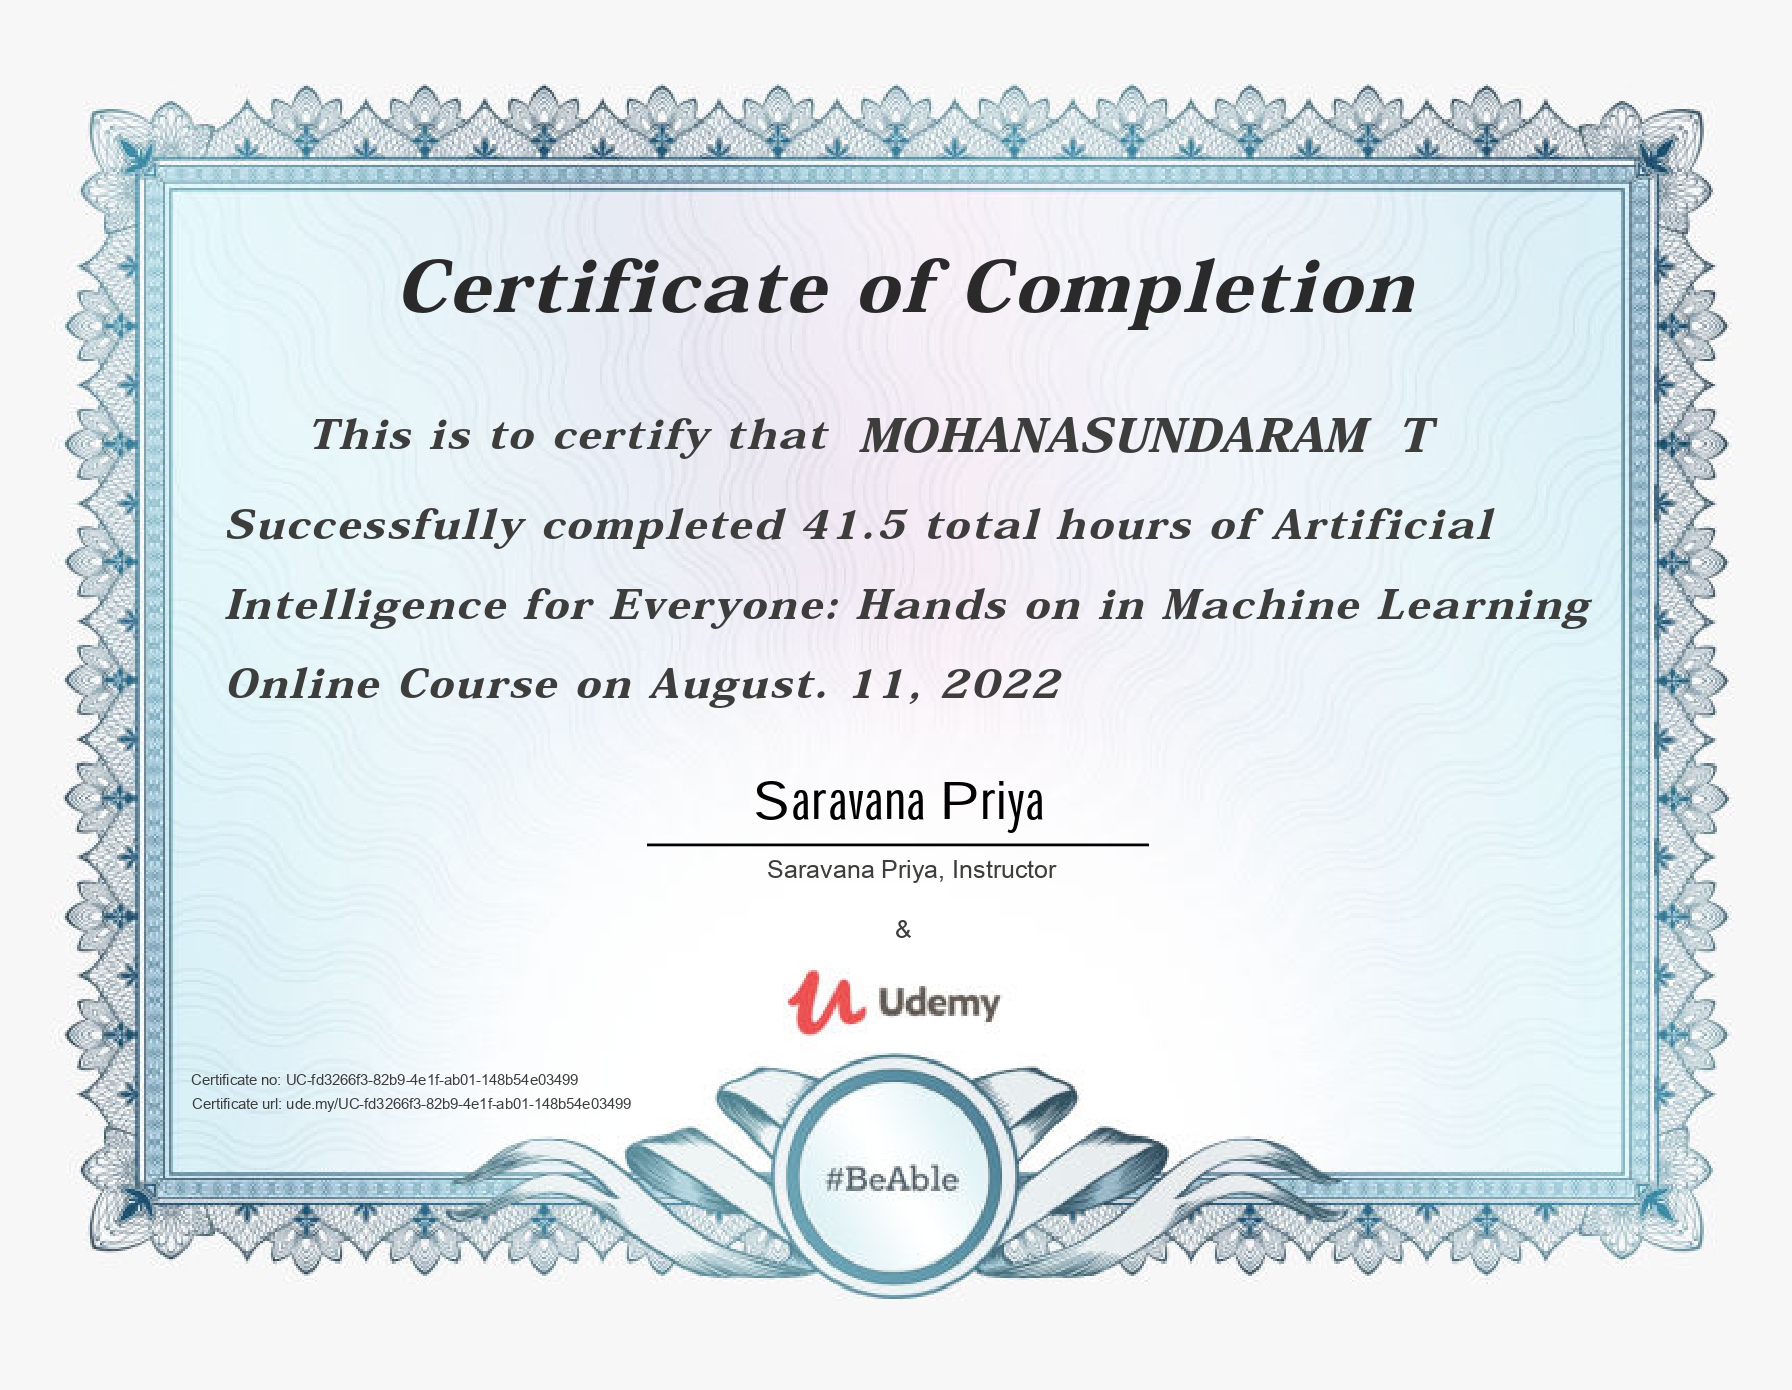 Certificate of Completion
This is to certify that MOHANASUNDARAM T
Successfully completed 41.5 total hours of Artificial
Intelligence for Everyone: Hands on in Machine Learning
Online Course on August. 11, 2022
Saravana Priya
Saravana Priya, Instructor
&
Udemy
Certificate no: UC-fd3266f3-82b9-4e1f-ab01-148b54e03499
Certificate url: ude.my/UC-fd3266f3-82b9-4e1f-ab01-148b54e03499
#BeAble